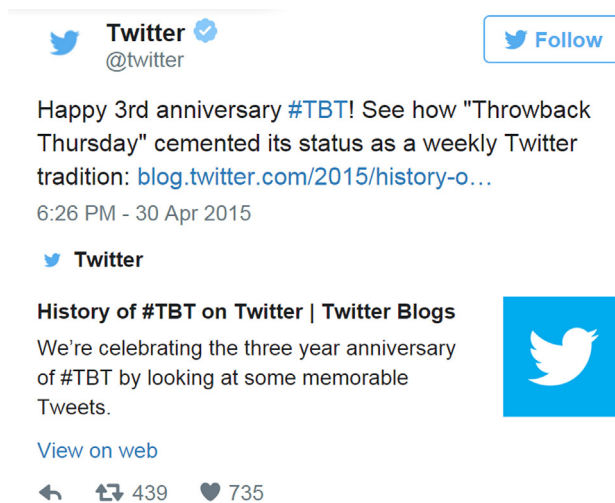 Twitter
@twitter
Follow
Happy 3rd anniversary #TBT! See how "Throwback
Thursday" cemented its status as a weekly Twitter
tradition: blog.twitter.com/2015/history-o…
6:26 PM - 30 Apr 2015
Twitter
History of #TBT on Twitter | Twitter Blogs
We’re celebrating the three year anniversary
of #TBT by looking at some memorable
Tweets.
View on web
439 735